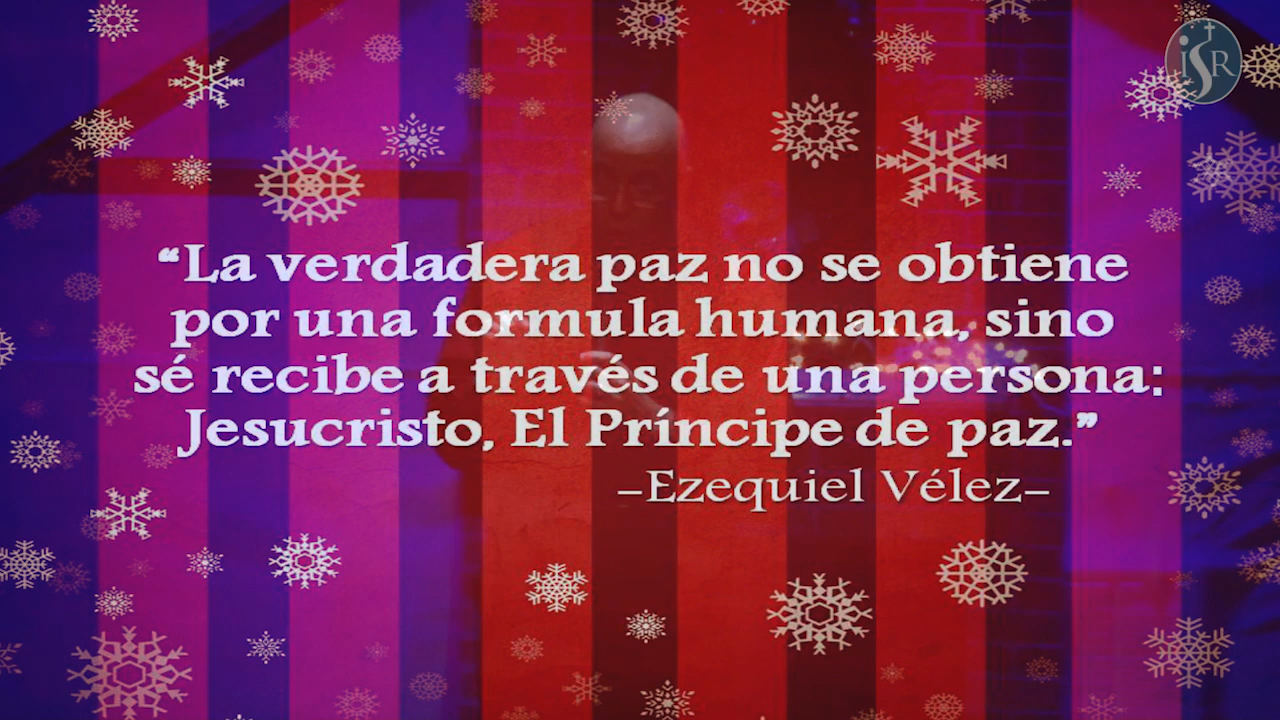 “La verdadera paz no se obtiene
por una formula humana, sino
sé recibe a través de una persona:
Jesucristo, El Príncipe de paz.”
–Ezequiel Vélez–
iSR